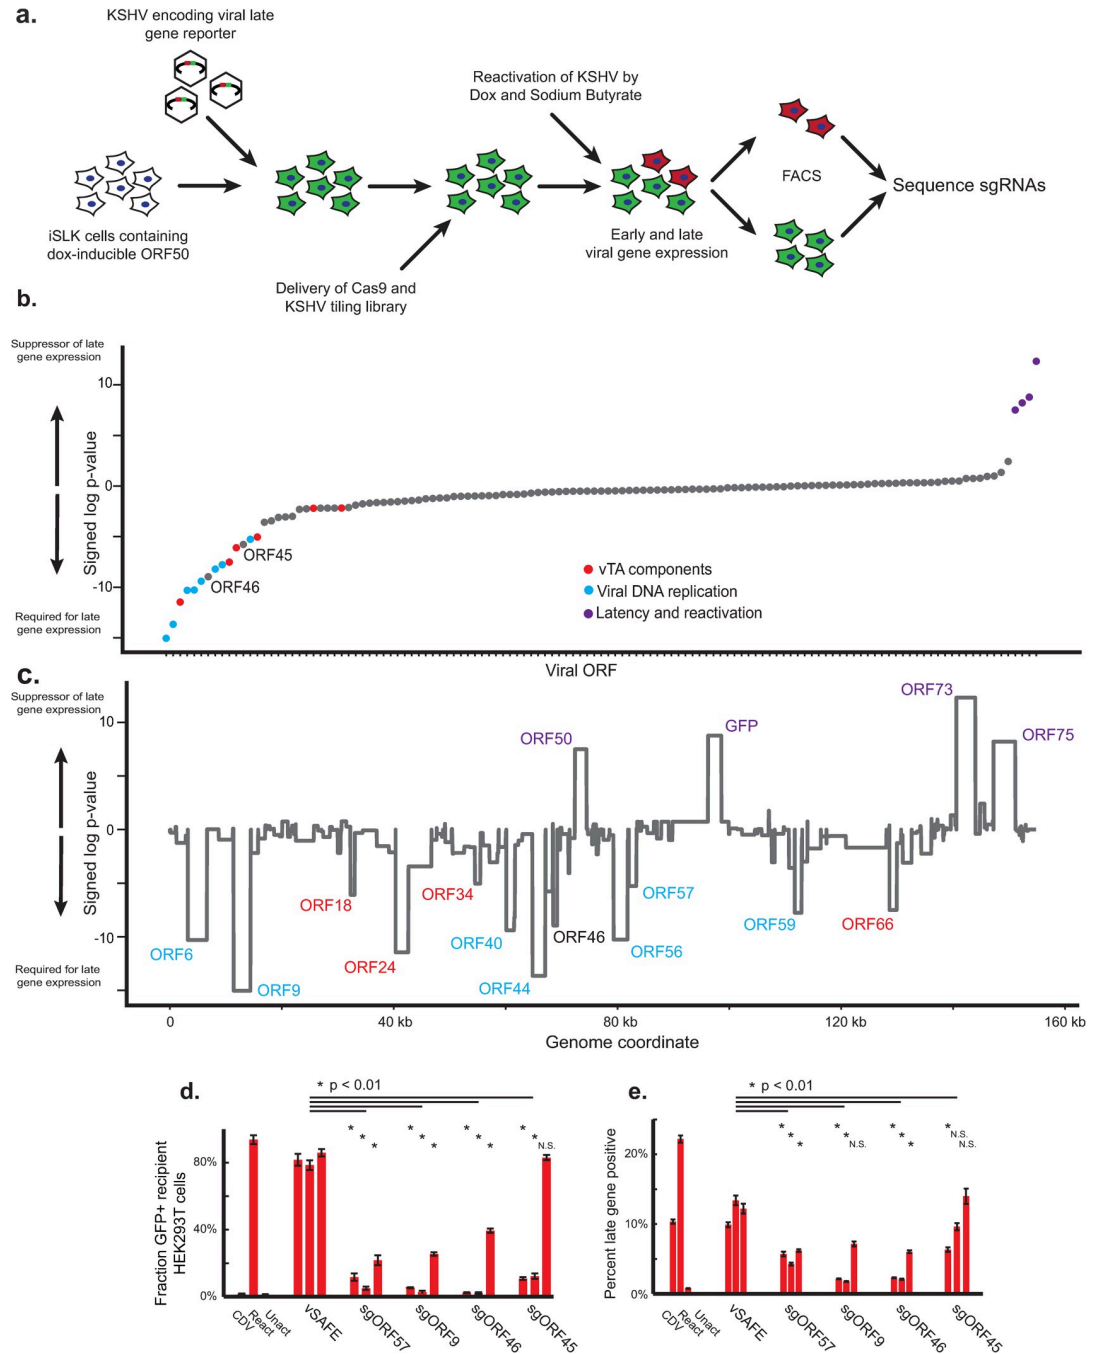 a.
KSHV encoding viral late
gene reporter
Reactivation of KSHV by
Dox and Sodium Butyrate
FACS
Sequence sgRNAs
iSLK cells containing
dox-inducible ORF50
Early and late
viral gene expression
Delivery of Cas9 and
KSHV tiling library
b.
Suppressor of late
gene expression
10
0
-10
Signed log p-value
Required for late
gene expression
ORF45
ORF46
vTA components
Viral DNA replication
Latency and reactivation
Viral ORF
c.
Suppressor of late
gene expression
10
0
-10
Signed log p-value
Required for late
gene expression
ORF73
ORF50
GFP
ORF75
ORF18
ORF34
ORF57
ORF6
ORF24
ORF40
ORF46
ORF56
ORF59
ORF66
ORF9
ORF44
0
40 kb
80 kb
120 kb
160 kb
Genome coordinate
d.
* p < 0.01
* * *
* * *
* * *
* * N.S.
Fraction GFP+ recipient
HEK293T cells
80%
40%
0%
CDV
React
Unact
vSAFE
sgORF57
sgORF9
sgORF46
sgORF45
e.
* p < 0.01
* * *
* * N.S.
* * *
* N.S. N.S.
Percent late gene positive
20%
10%
0%
CDV
React
Unact
vSAFE
sgORF57
sgORF9
sgORF46
sgORF45